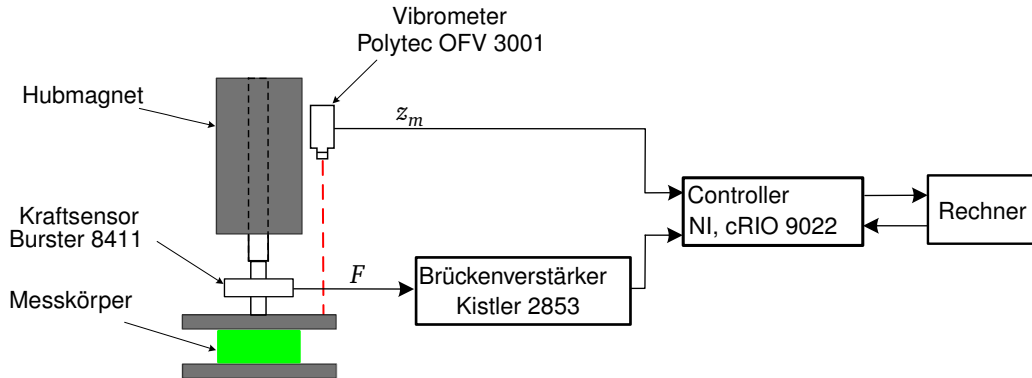 Vibrometer
Polytec OFV 3001
Hubmagnet
z_m
Kraftsensor
Burster 8411
Controller
NI, cRIO 9022
Rechner
F
Brückenverstärker
Kistler 2853
Messkörper